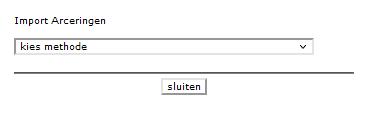 Import Arceringen
kies methode
sluiten